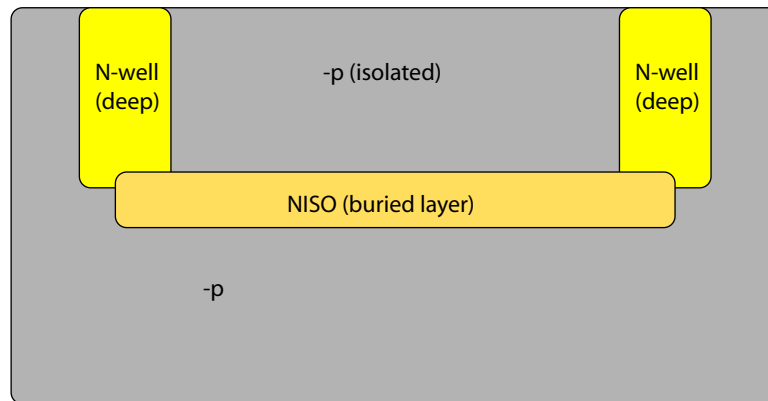 N-well
(deep)
-p (isolated)
N-well
(deep)
NISO (buried layer)
-p